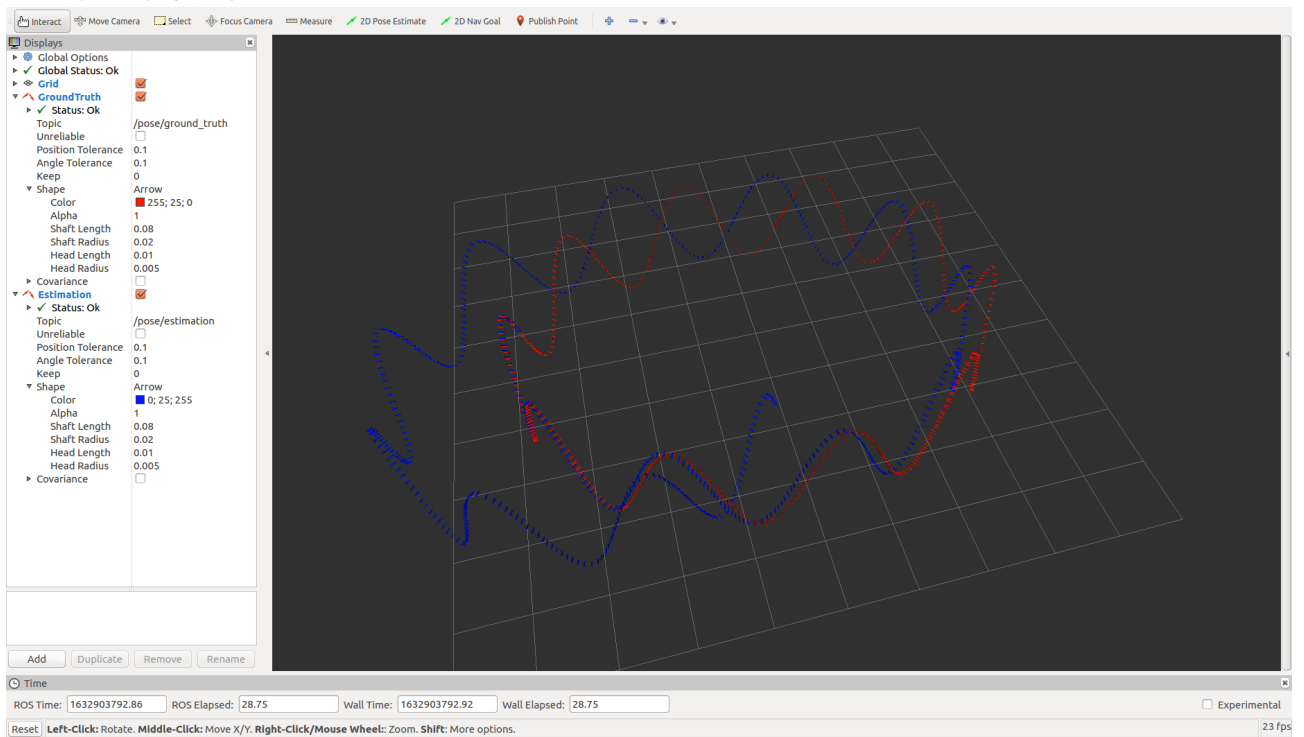 Interact Move Camera Select Focus Camera Measure 2D Pose Estimate 2D Nav Goal Publish Point
Displays
Global Options
Global Status: Ok
Grid
GroundTruth
Status: Ok
Topic /pose/ground_truth
Unreliable
Position Tolerance 0.1
Angle Tolerance 0.1
Keep 0
Shape Arrow
Color 255; 25; 0
Alpha 1
Shaft Length 0.08
Shaft Radius 0.02
Head Length 0.01
Head Radius 0.005
Covariance
Estimation
Status: Ok
Topic /pose/estimation
Unreliable
Position Tolerance 0.1
Angle Tolerance 0.1
Keep 0
Shape Arrow
Color 0; 25; 255
Alpha 1
Shaft Length 0.08
Shaft Radius 0.02
Head Length 0.01
Head Radius 0.005
Covariance
Add Duplicate Remove Rename
Time
ROS Time: 1632903792.86 ROS Elapsed: 28.75 Wall Time: 1632903792.92 Wall Elapsed: 28.75 Experimental
Reset Left-Click: Rotate. Middle-Click: Move X/Y. Right-Click/Mouse Wheel:: Zoom. Shift: More options. 23 fps